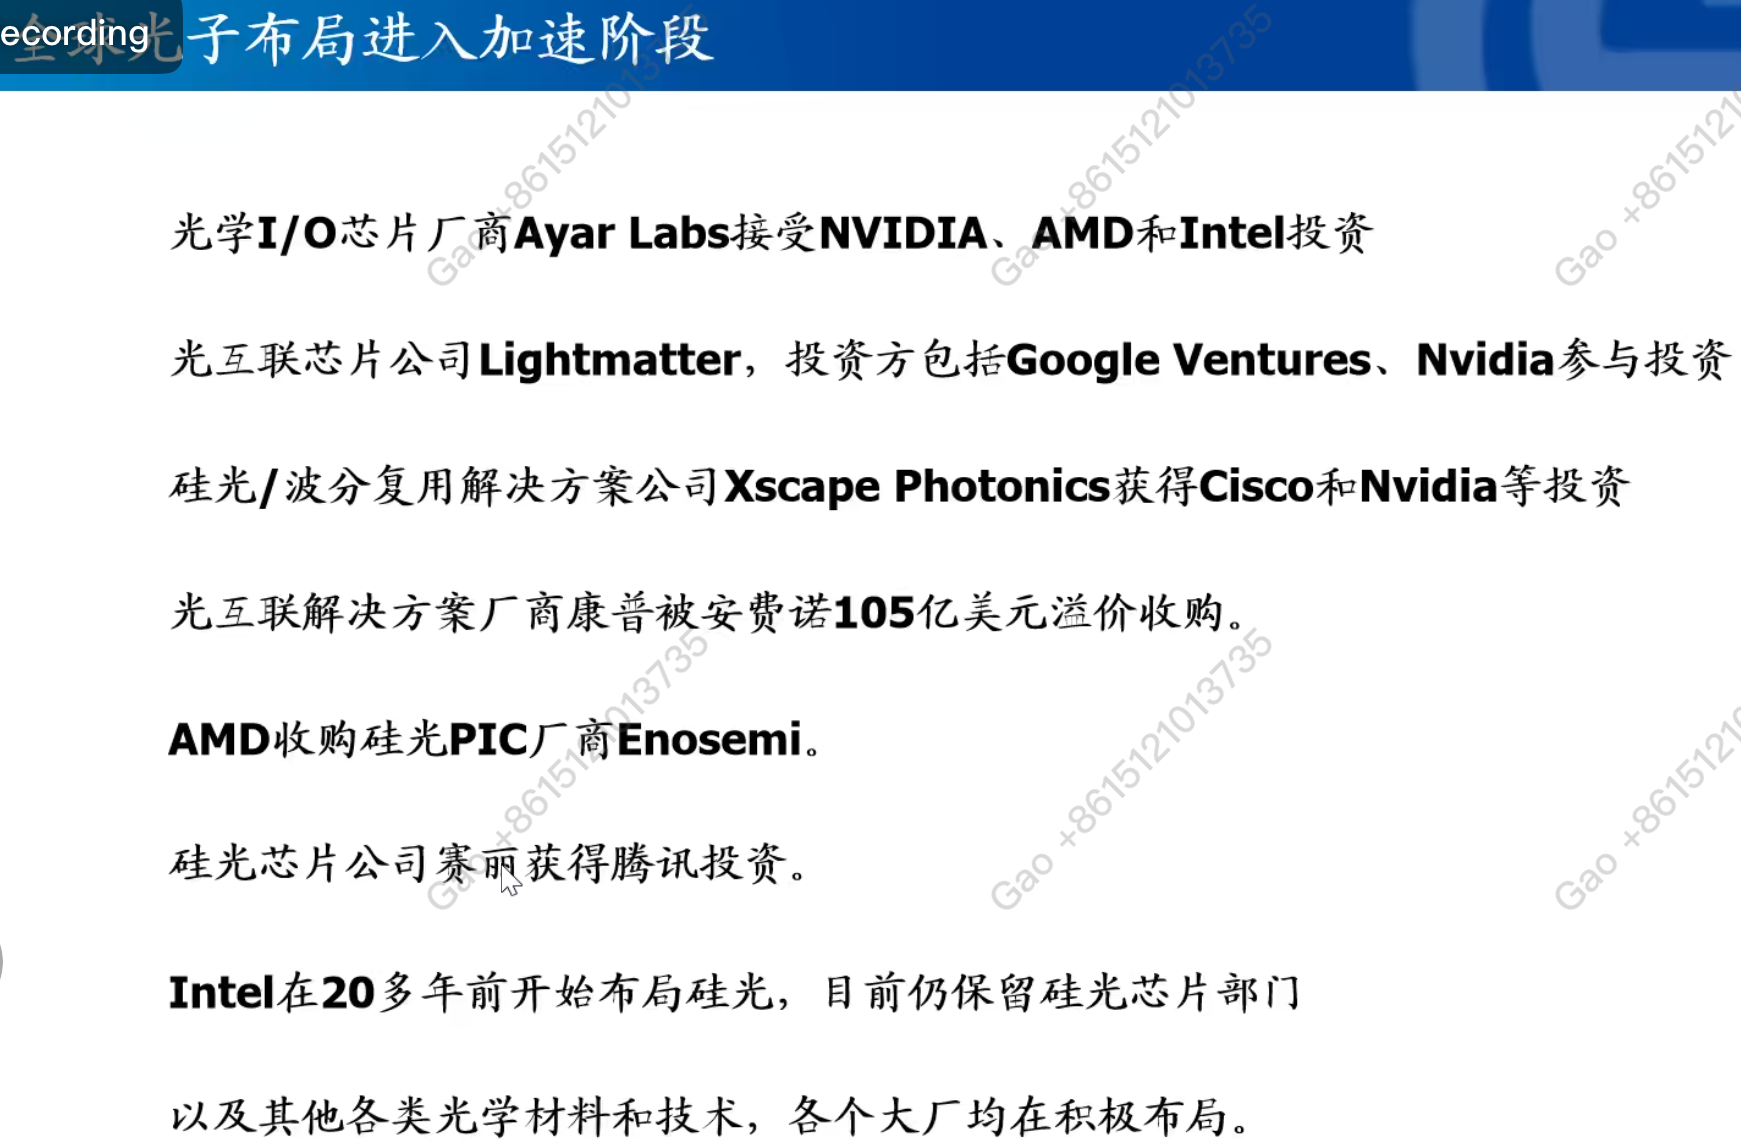 ecording
全球光子布局进入加速阶段
光学I/O芯片厂商Ayar Labs接受NVIDIA、AMD和Intel投资
光互联芯片公司Lightmatter，投资方包括Google Ventures、Nvidia参与投资
硅光/波分复用解决方案公司Xscape Photonics获得Cisco和Nvidia等投资
光互联解决方案厂商康普被安费诺105亿美元溢价收购。
AMD收购硅光PIC厂商Enosemi。
硅光芯片公司赛丽获得腾讯投资。
Intel在20多年前开始布局硅光，目前仍保留硅光芯片部门
以及其他各类光学材料和技术，各个大厂均在积极布局。
Gao +8615121013735
Gao +8615121013735
Gao +8615121
Gao +8615121013735
Gao +8615121013735
Gao +8615121